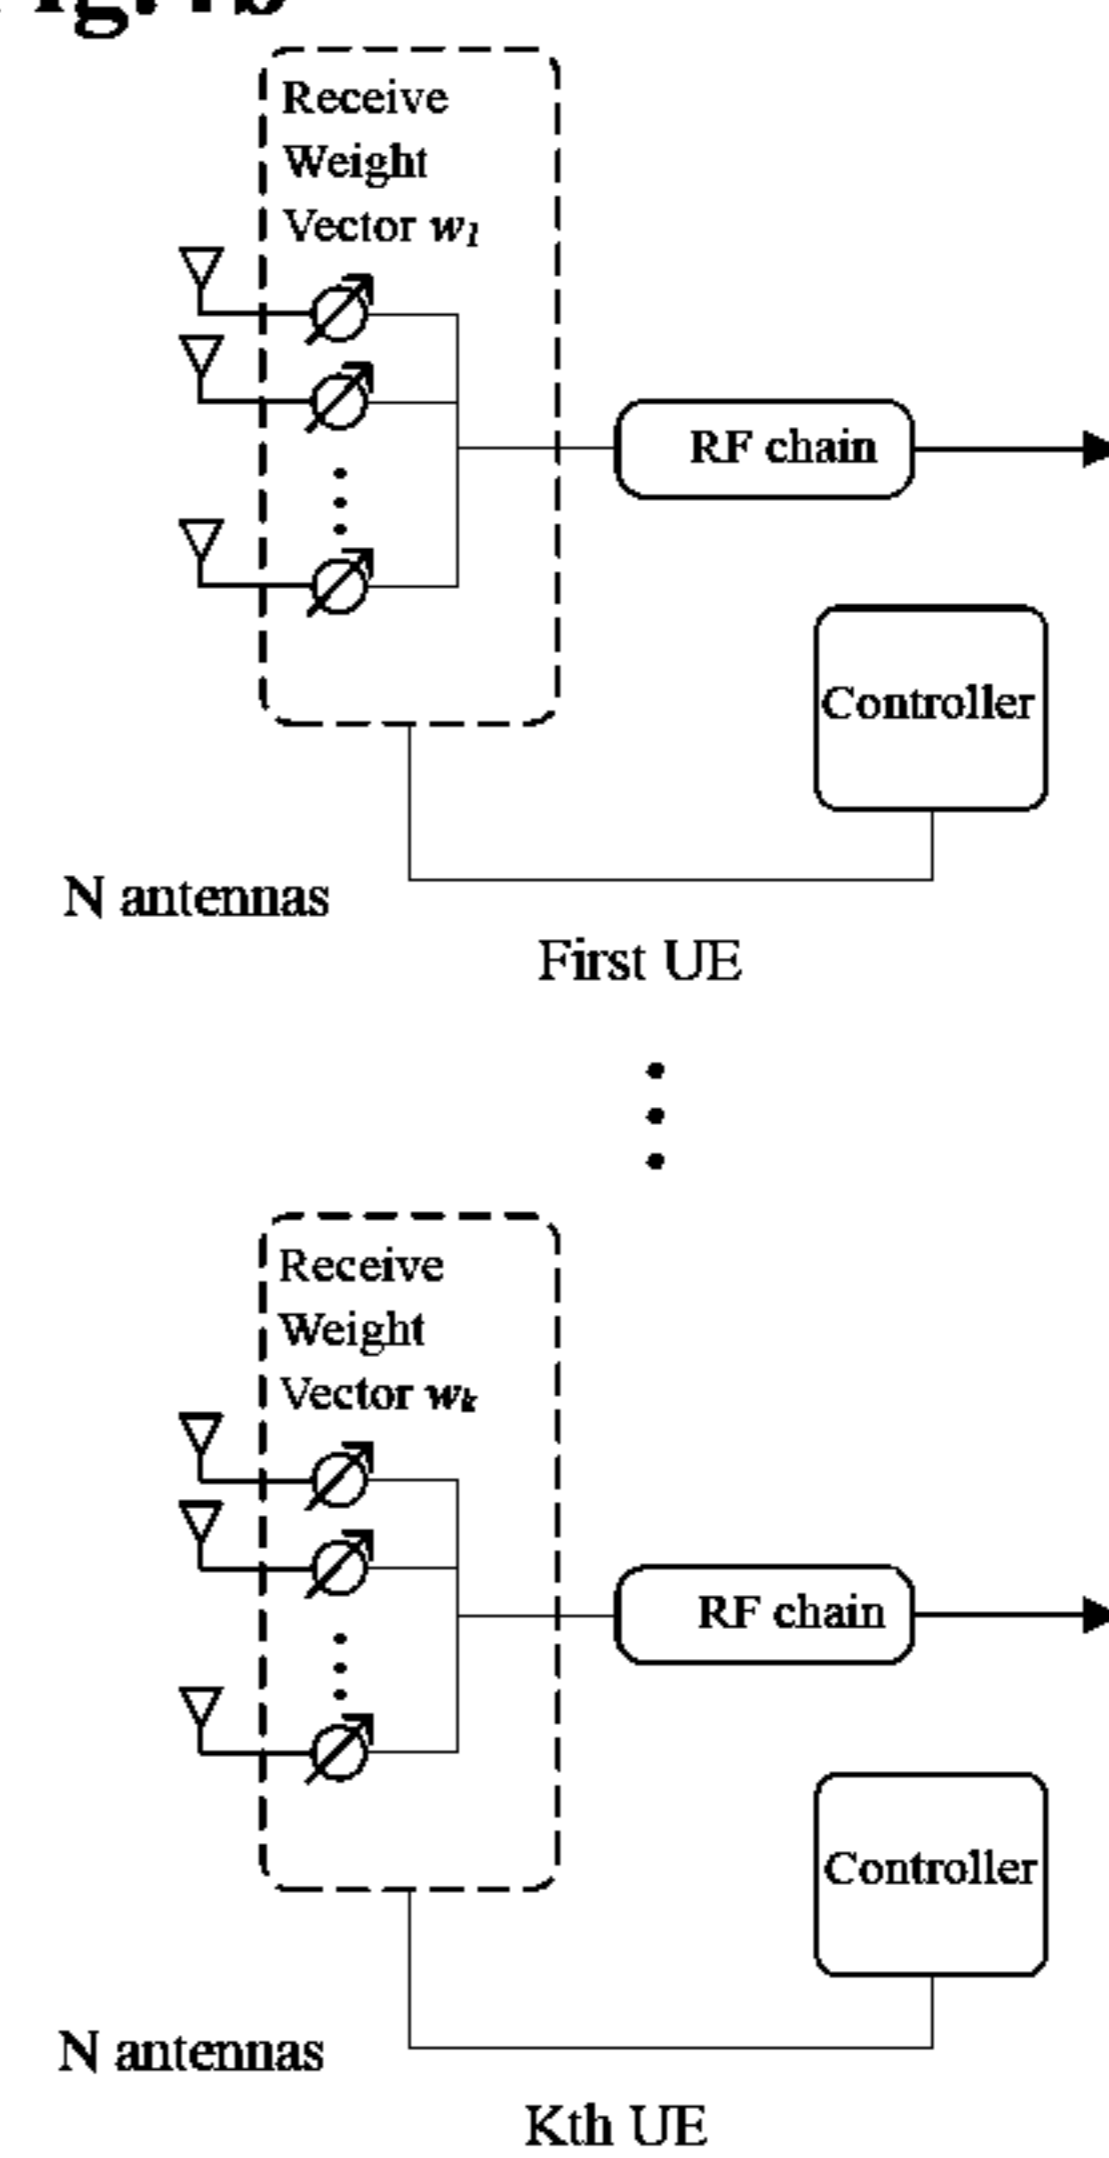 Receive
Weight
Vector w1
RF chain
Controller
N antennas
First UE
Receive
Weight
Vector wk
RF chain
Controller
N antennas
Kth UE